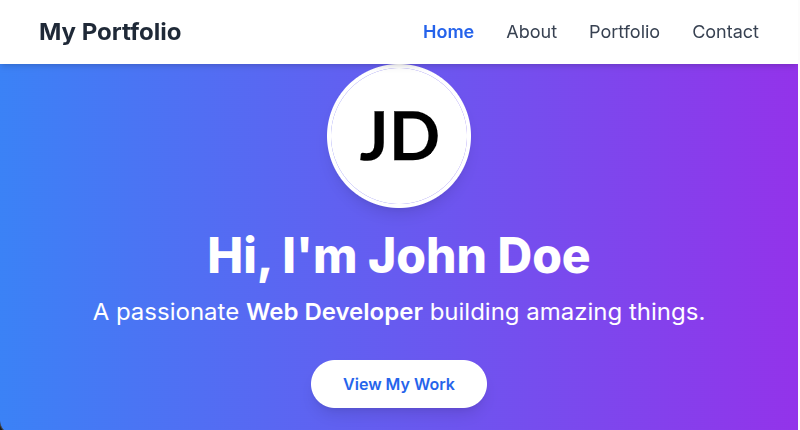 My Portfolio Home About Portfolio Contact
JD
Hi, I'm John Doe
A passionate Web Developer building amazing things.
View My Work